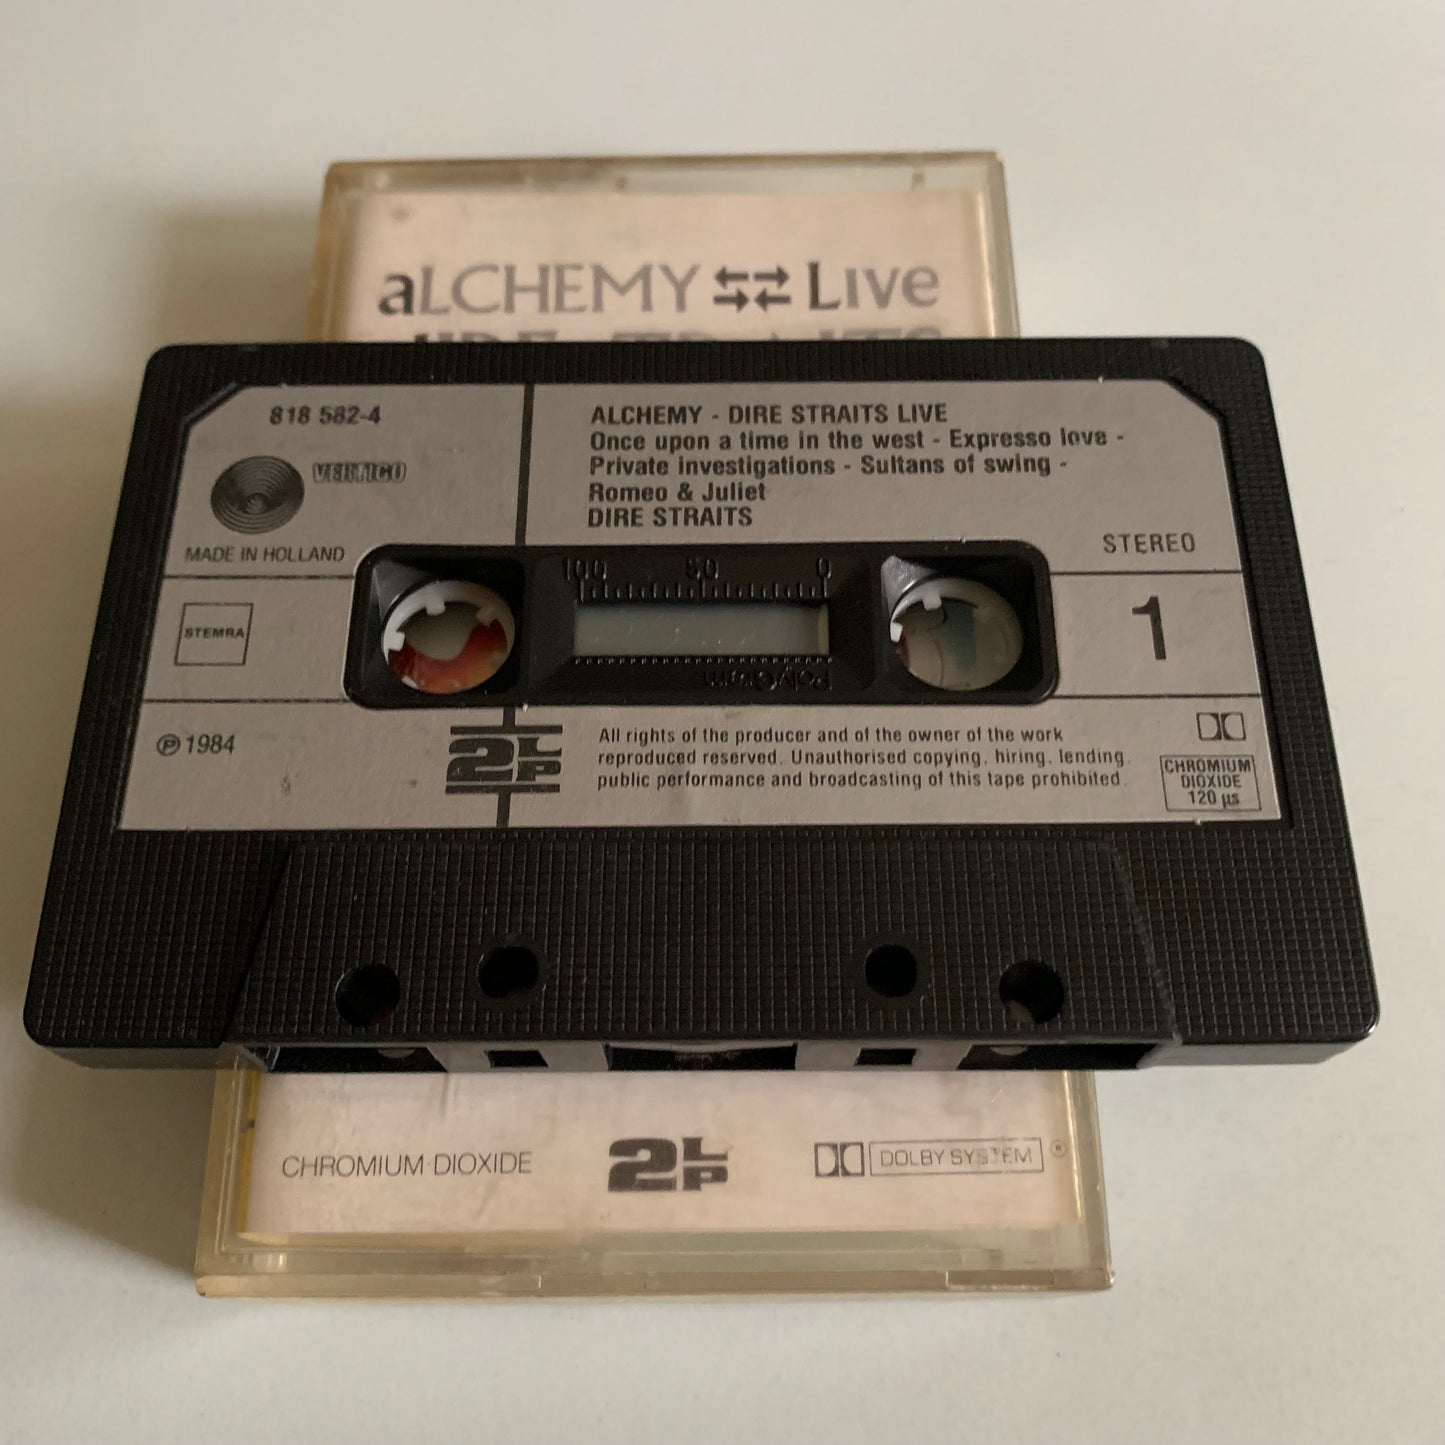 aLCHEMY ⇆⇄ Live
818 582-4
VERTIGO
MADE IN HOLLAND
ALCHEMY - DIRE STRAITS LIVE
Once upon a time in the west - Expresso love -
Private investigations - Sultans of swing -
Romeo & Juliet
DIRE STRAITS
STEREO
100 50 0
STEMRA
1
PolyGram
℗ 1984
2LP
All rights of the producer and of the owner of the work
reproduced reserved. Unauthorised copying, hiring, lending,
public performance and broadcasting of this tape prohibited.
CHROMIUM
DIOXIDE
120 µs
CHROMIUM DIOXIDE
2LP
DOLBY SYSTEM ®